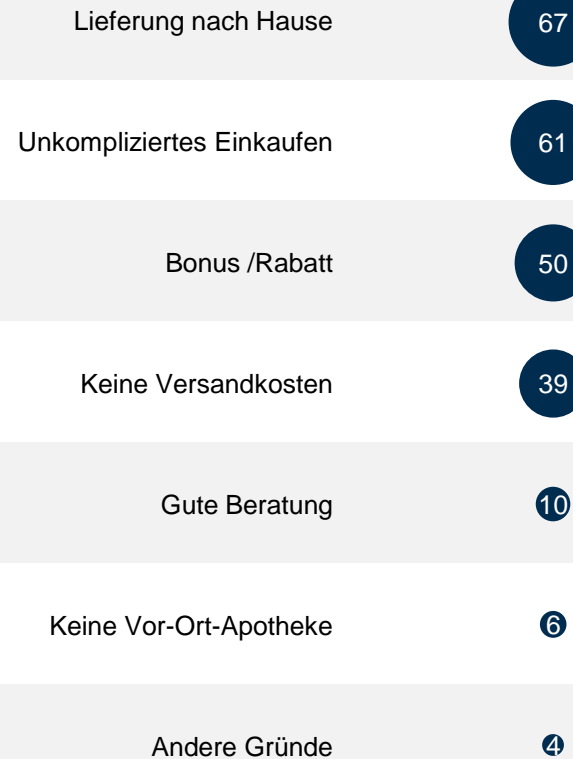 Lieferung nach Hause 67
Unkompliziertes Einkaufen 61
Bonus /Rabatt 50
Keine Versandkosten 39
Gute Beratung 10
Keine Vor-Ort-Apotheke 6
Andere Gründe 4